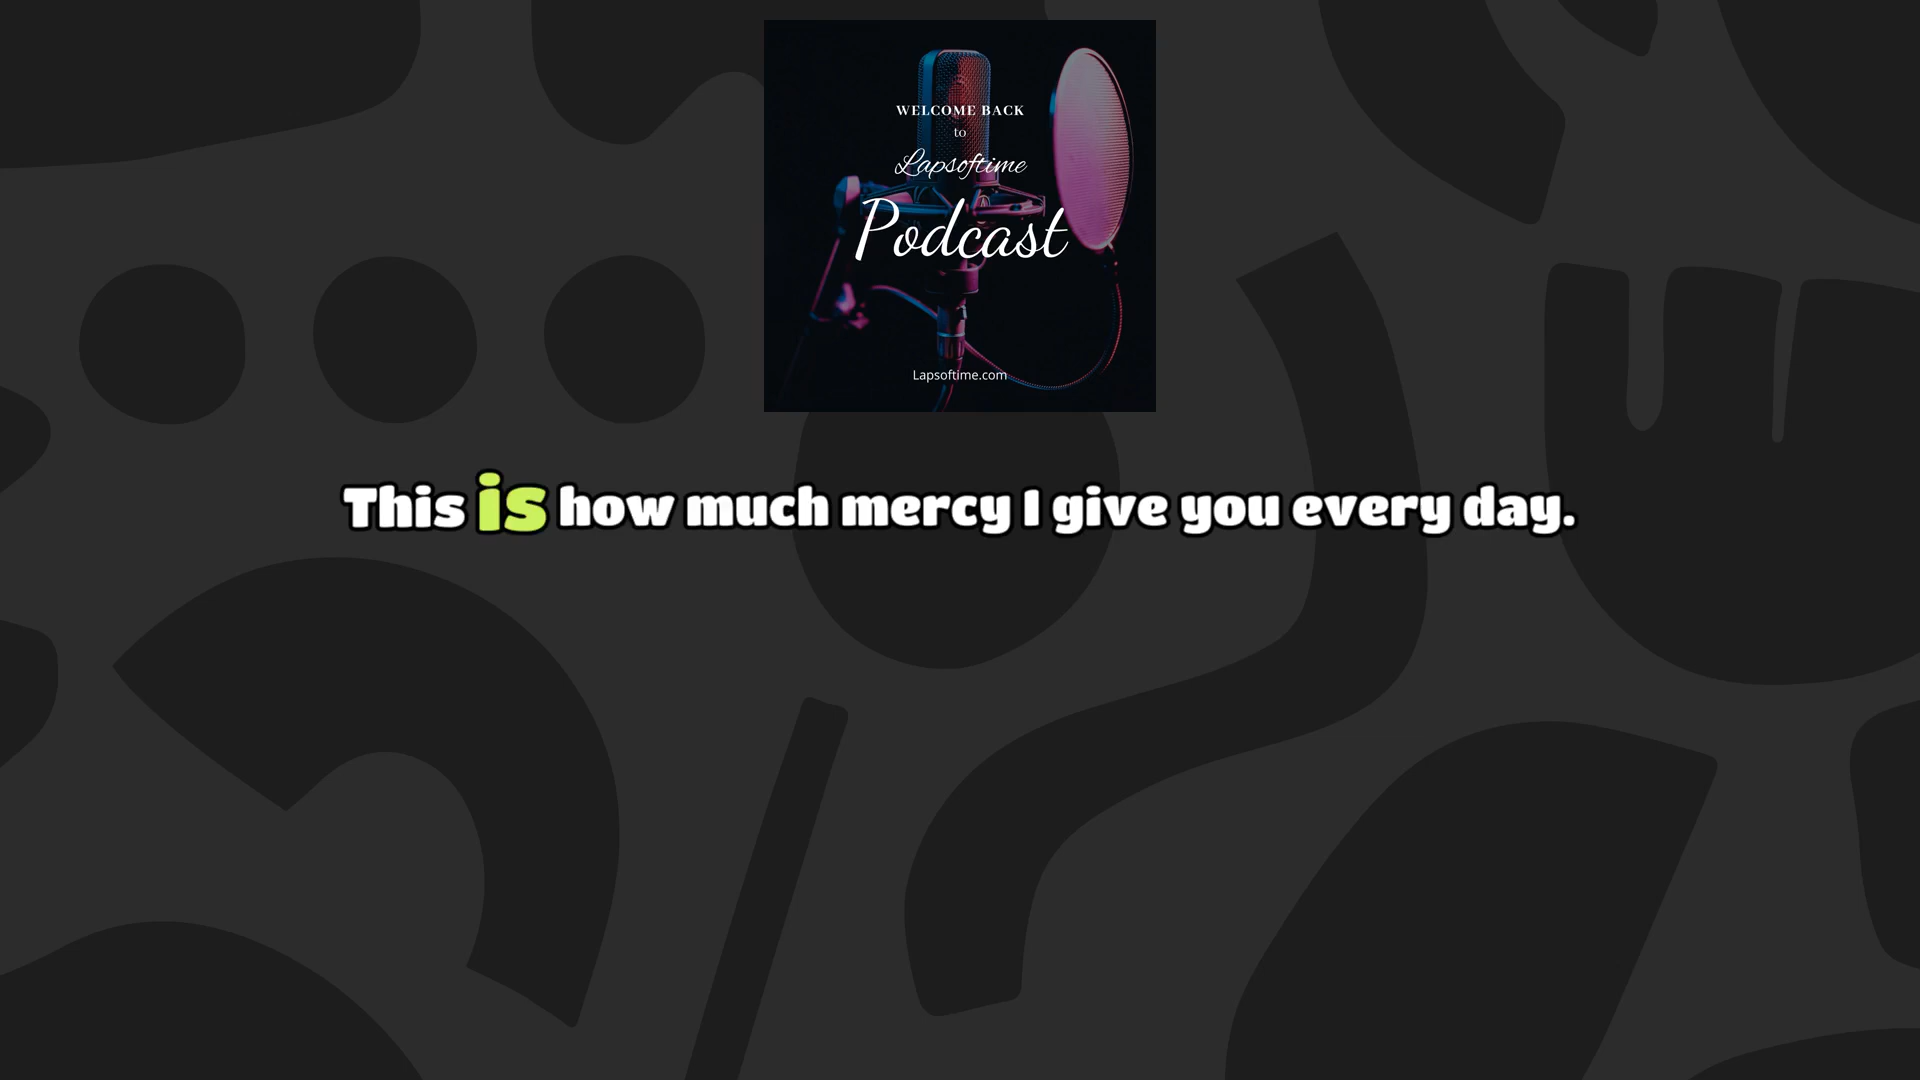 WELCOME BACK
to
Lapsoftime
Podcast
Lapsoftime.com
This is how much mercy I give you every day.